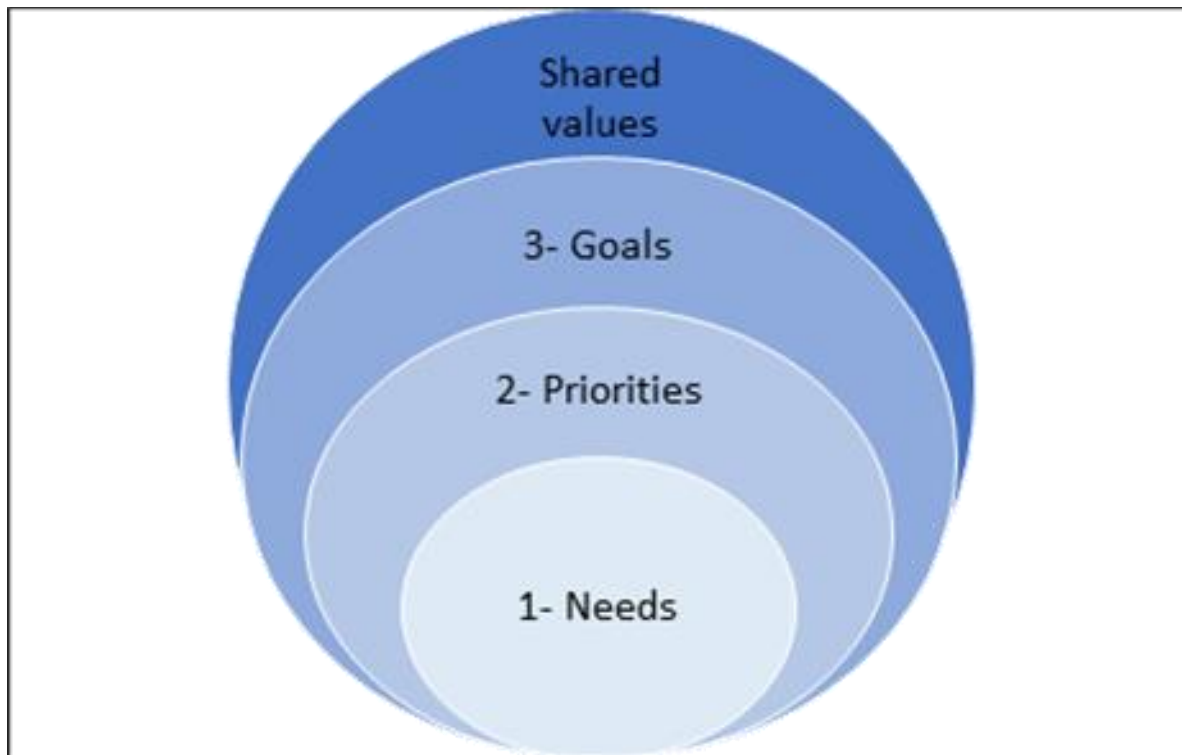 Shared
values
3- Goals
2- Priorities
1- Needs